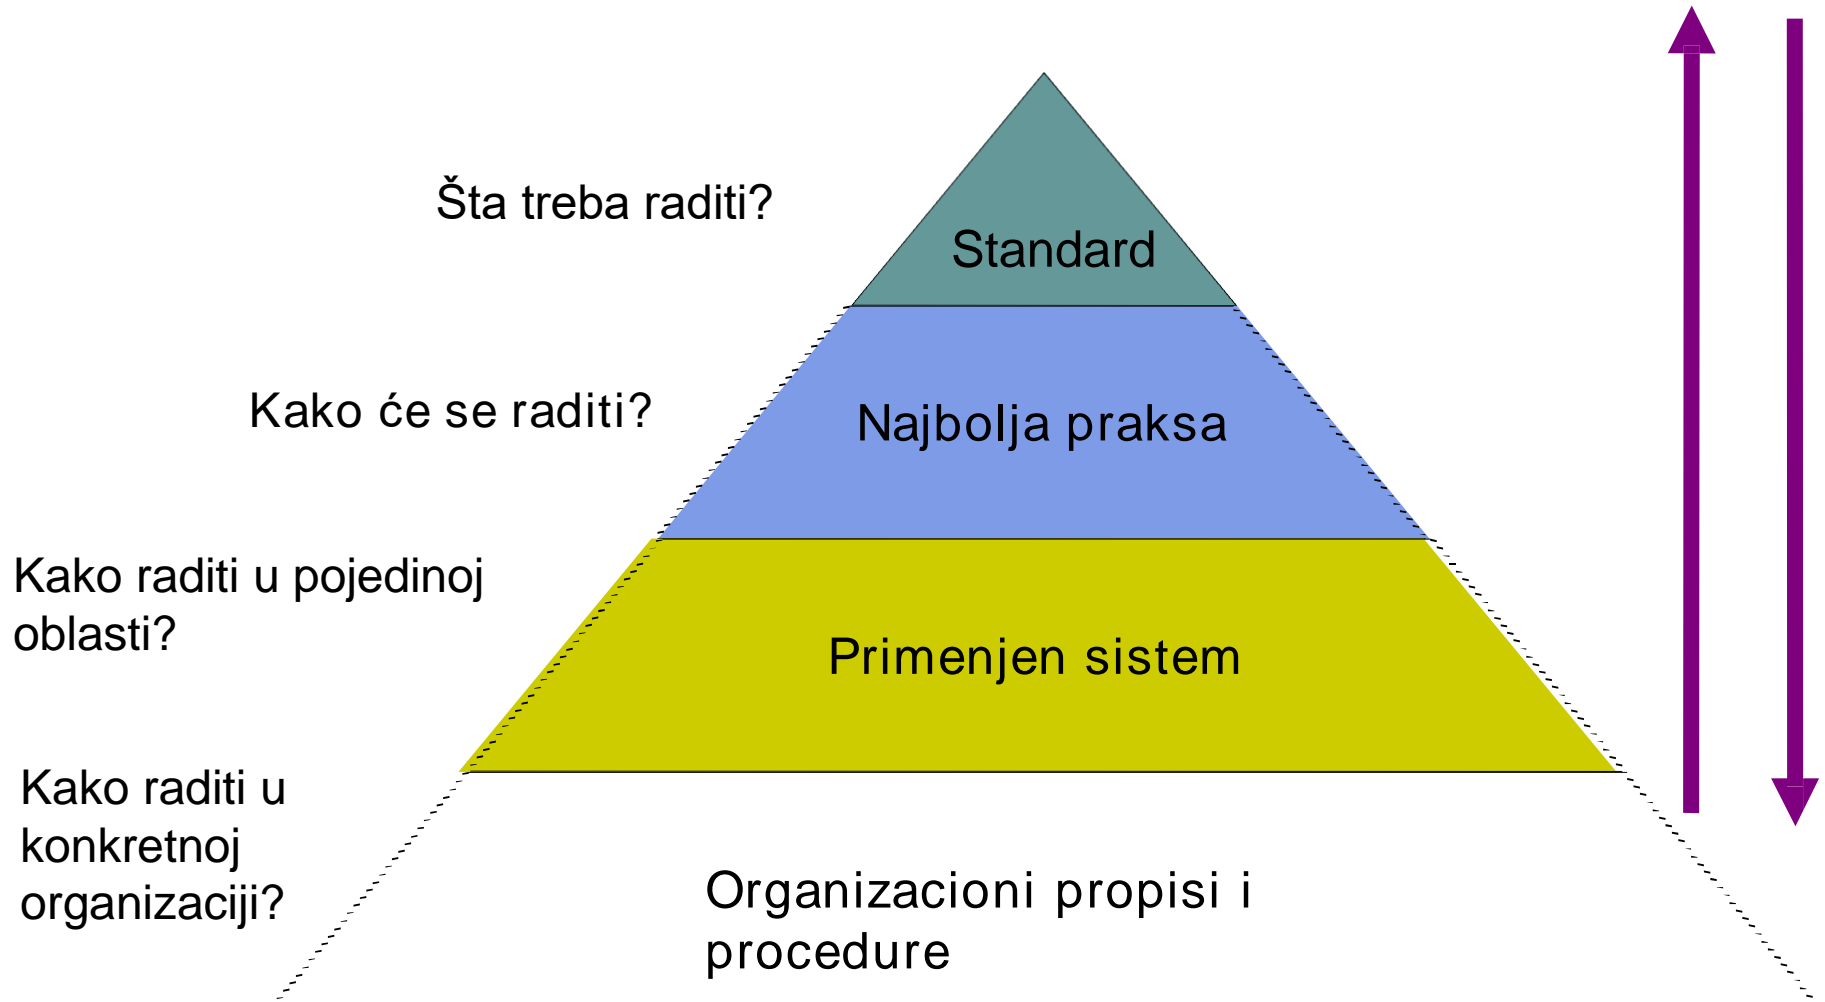 Šta treba raditi?
Standard
Kako će se raditi?
Najbolja praksa
Kako raditi u pojedinoj
oblasti?
Primenjen sistem
Kako raditi u
konkretnoj
organizaciji?
Organizacioni propisi i
procedure